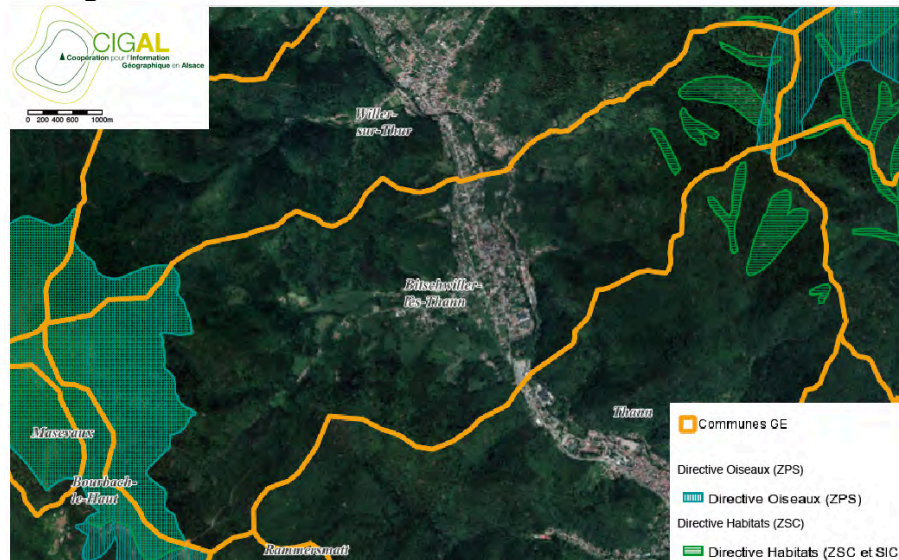 CIGAL
Coopération pour l'Information
Géographique en Alsace
0 200 400 600 1000m
Willer-
sur-Thur
Bitschwiller-
lès-Thann
Thann
Masevaux
Bourbach-
le-Haut
Rammersmatt
Communes GE
Directive Oiseaux (ZPS)
Directive Oiseaux (ZPS)
Directive Habitats (ZSC)
Directive Habitats (ZSC et SIC